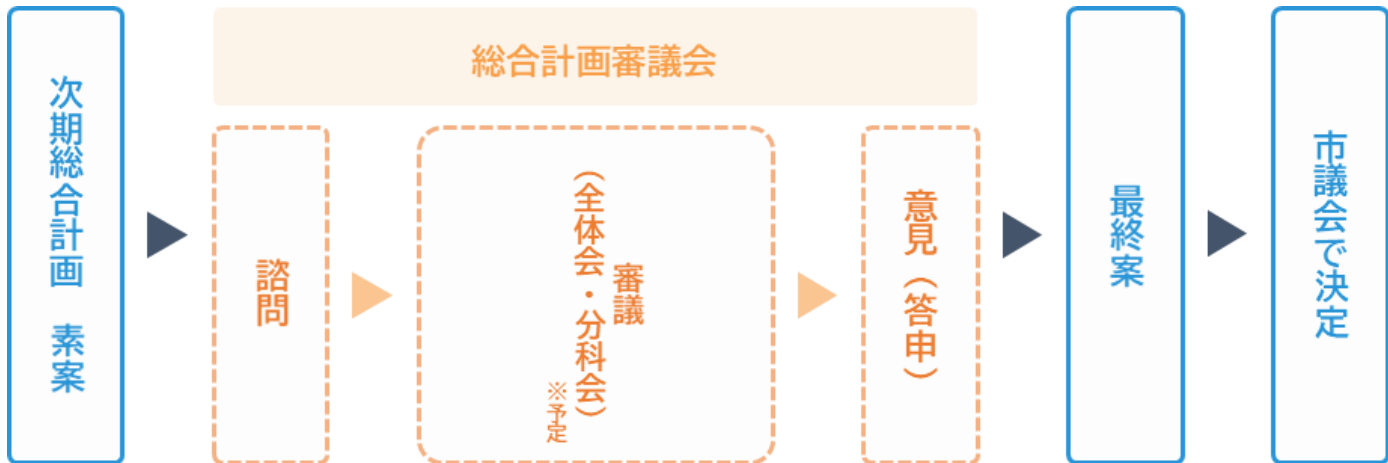 次期総合計画　素案
総合計画審議会
諮問
審議
（全体会・分科会）
※予定
意見（答申）
最終案
市議会で決定